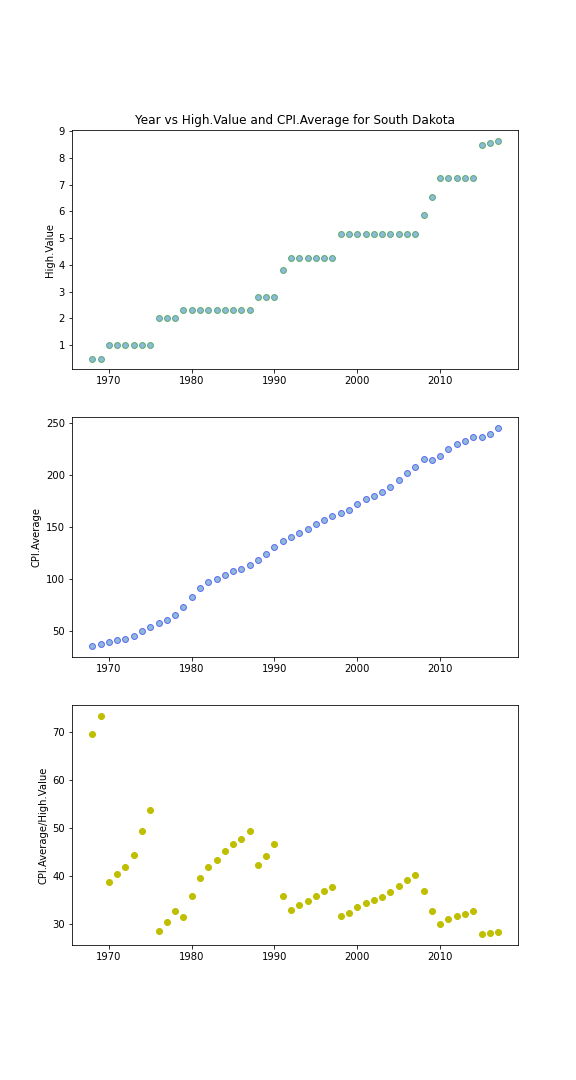 Year vs High.Value and CPI.Average for South Dakota
High.Value
9
8
7
6
5
4
3
2
1
1970 1980 1990 2000 2010
CPI.Average
250
200
150
100
50
1970 1980 1990 2000 2010
CPI.Average/High.Value
70
60
50
40
30
1970 1980 1990 2000 2010